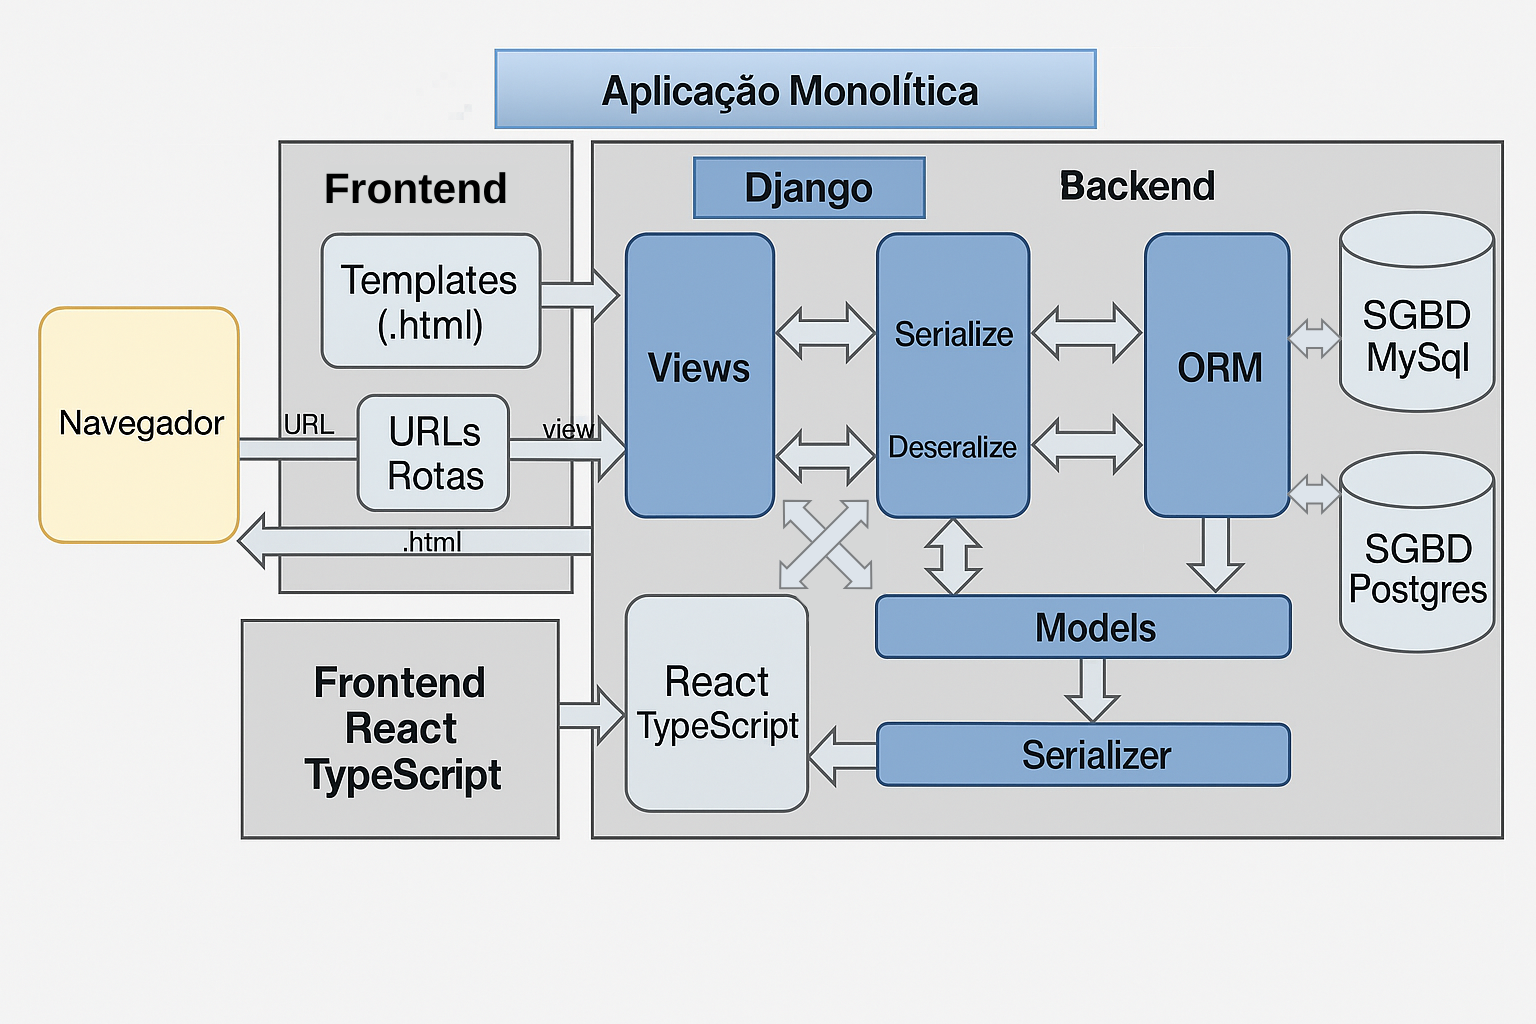 Aplicação Monolítica
Frontend
Django
Backend
Templates
(.html)
Navegador
URL
URLs
Rotas
view
.html
Views
Serialize
Deseralize
ORM
SGBD
MySql
SGBD
Postgres
Models
Frontend
React
TypeScript
React
TypeScript
Serializer